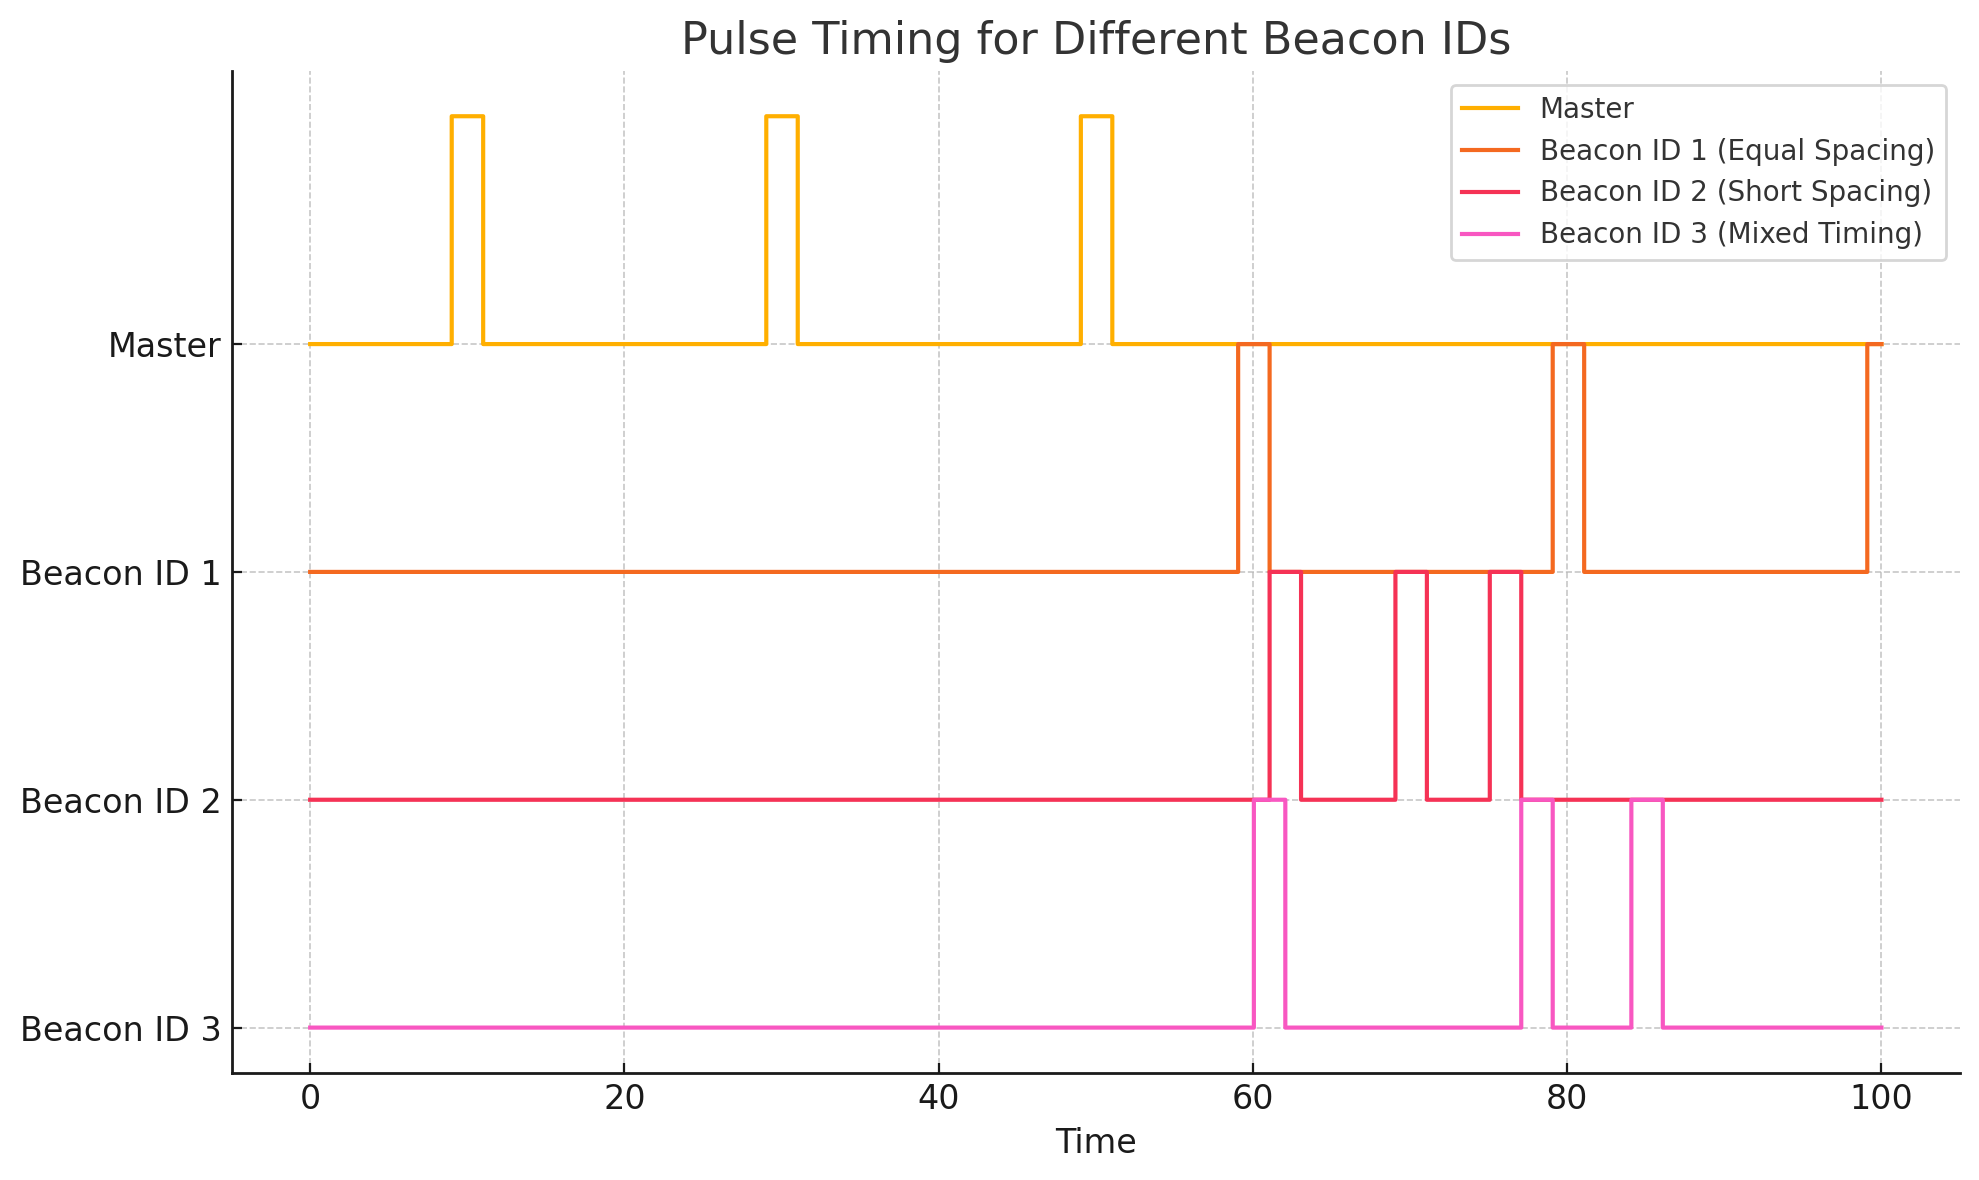 Pulse Timing for Different Beacon IDs
Master
Beacon ID 1 (Equal Spacing)
Beacon ID 2 (Short Spacing)
Beacon ID 3 (Mixed Timing)
Master
Beacon ID 1
Beacon ID 2
Beacon ID 3
0 20 40 60 80 100
Time